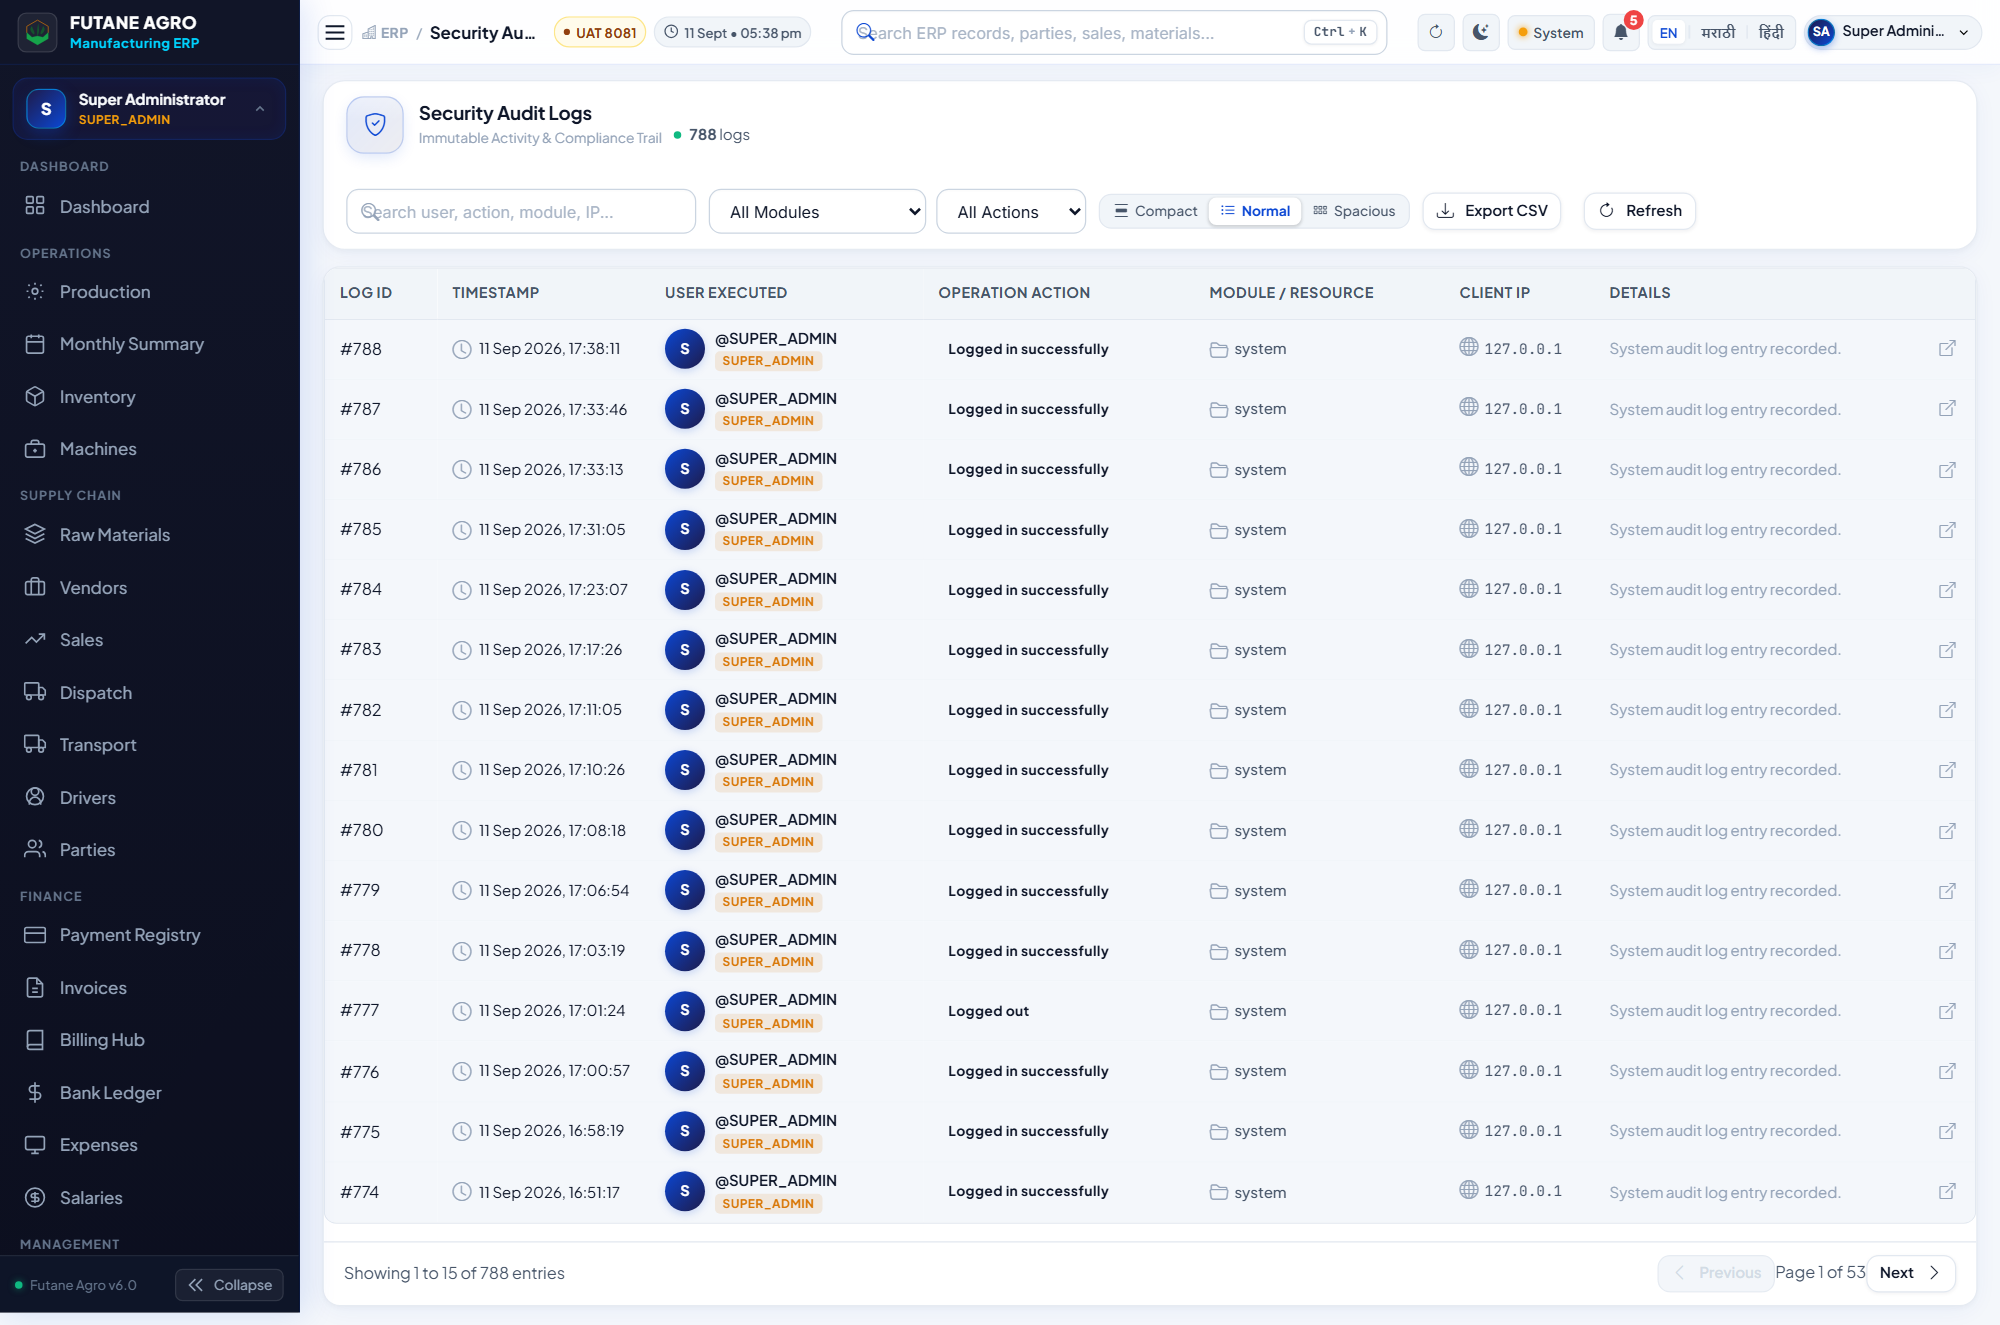 FUTANE AGRO
Manufacturing ERP
S
Super Administrator
SUPER_ADMIN
DASHBOARD
Dashboard
OPERATIONS
Production
Monthly Summary
Inventory
Machines
SUPPLY CHAIN
Raw Materials
Vendors
Sales
Dispatch
Transport
Drivers
Parties
FINANCE
Payment Registry
Invoices
Billing Hub
Bank Ledger
Expenses
Salaries
MANAGEMENT
Futane Agro v6.0
Collapse
ERP / Security Au...
UAT 8081
11 Sept • 05:38 pm
Search ERP records, parties, sales, materials...
Ctrl + K
System
5
EN
मराठी
हिंदी
SA
Super Admini...
Security Audit Logs
Immutable Activity & Compliance Trail
788 logs
Search user, action, module, IP...
All Modules
All Actions
Compact
Normal
Spacious
Export CSV
Refresh
LOG ID TIMESTAMP USER EXECUTED OPERATION ACTION MODULE / RESOURCE CLIENT IP DETAILS
#788 11 Sep 2026, 17:38:11 S @SUPER_ADMIN SUPER_ADMIN Logged in successfully system 127.0.0.1 System audit log entry recorded.
#787 11 Sep 2026, 17:33:46 S @SUPER_ADMIN SUPER_ADMIN Logged in successfully system 127.0.0.1 System audit log entry recorded.
#786 11 Sep 2026, 17:33:13 S @SUPER_ADMIN SUPER_ADMIN Logged in successfully system 127.0.0.1 System audit log entry recorded.
#785 11 Sep 2026, 17:31:05 S @SUPER_ADMIN SUPER_ADMIN Logged in successfully system 127.0.0.1 System audit log entry recorded.
#784 11 Sep 2026, 17:23:07 S @SUPER_ADMIN SUPER_ADMIN Logged in successfully system 127.0.0.1 System audit log entry recorded.
#783 11 Sep 2026, 17:17:26 S @SUPER_ADMIN SUPER_ADMIN Logged in successfully system 127.0.0.1 System audit log entry recorded.
#782 11 Sep 2026, 17:11:05 S @SUPER_ADMIN SUPER_ADMIN Logged in successfully system 127.0.0.1 System audit log entry recorded.
#781 11 Sep 2026, 17:10:26 S @SUPER_ADMIN SUPER_ADMIN Logged in successfully system 127.0.0.1 System audit log entry recorded.
#780 11 Sep 2026, 17:08:18 S @SUPER_ADMIN SUPER_ADMIN Logged in successfully system 127.0.0.1 System audit log entry recorded.
#779 11 Sep 2026, 17:06:54 S @SUPER_ADMIN SUPER_ADMIN Logged in successfully system 127.0.0.1 System audit log entry recorded.
#778 11 Sep 2026, 17:03:19 S @SUPER_ADMIN SUPER_ADMIN Logged in successfully system 127.0.0.1 System audit log entry recorded.
#777 11 Sep 2026, 17:01:24 S @SUPER_ADMIN SUPER_ADMIN Logged out system 127.0.0.1 System audit log entry recorded.
#776 11 Sep 2026, 17:00:57 S @SUPER_ADMIN SUPER_ADMIN Logged in successfully system 127.0.0.1 System audit log entry recorded.
#775 11 Sep 2026, 16:58:19 S @SUPER_ADMIN SUPER_ADMIN Logged in successfully system 127.0.0.1 System audit log entry recorded.
#774 11 Sep 2026, 16:51:17 S @SUPER_ADMIN SUPER_ADMIN Logged in successfully system 127.0.0.1 System audit log entry recorded.
Showing 1 to 15 of 788 entries
Previous
Page 1 of 53
Next